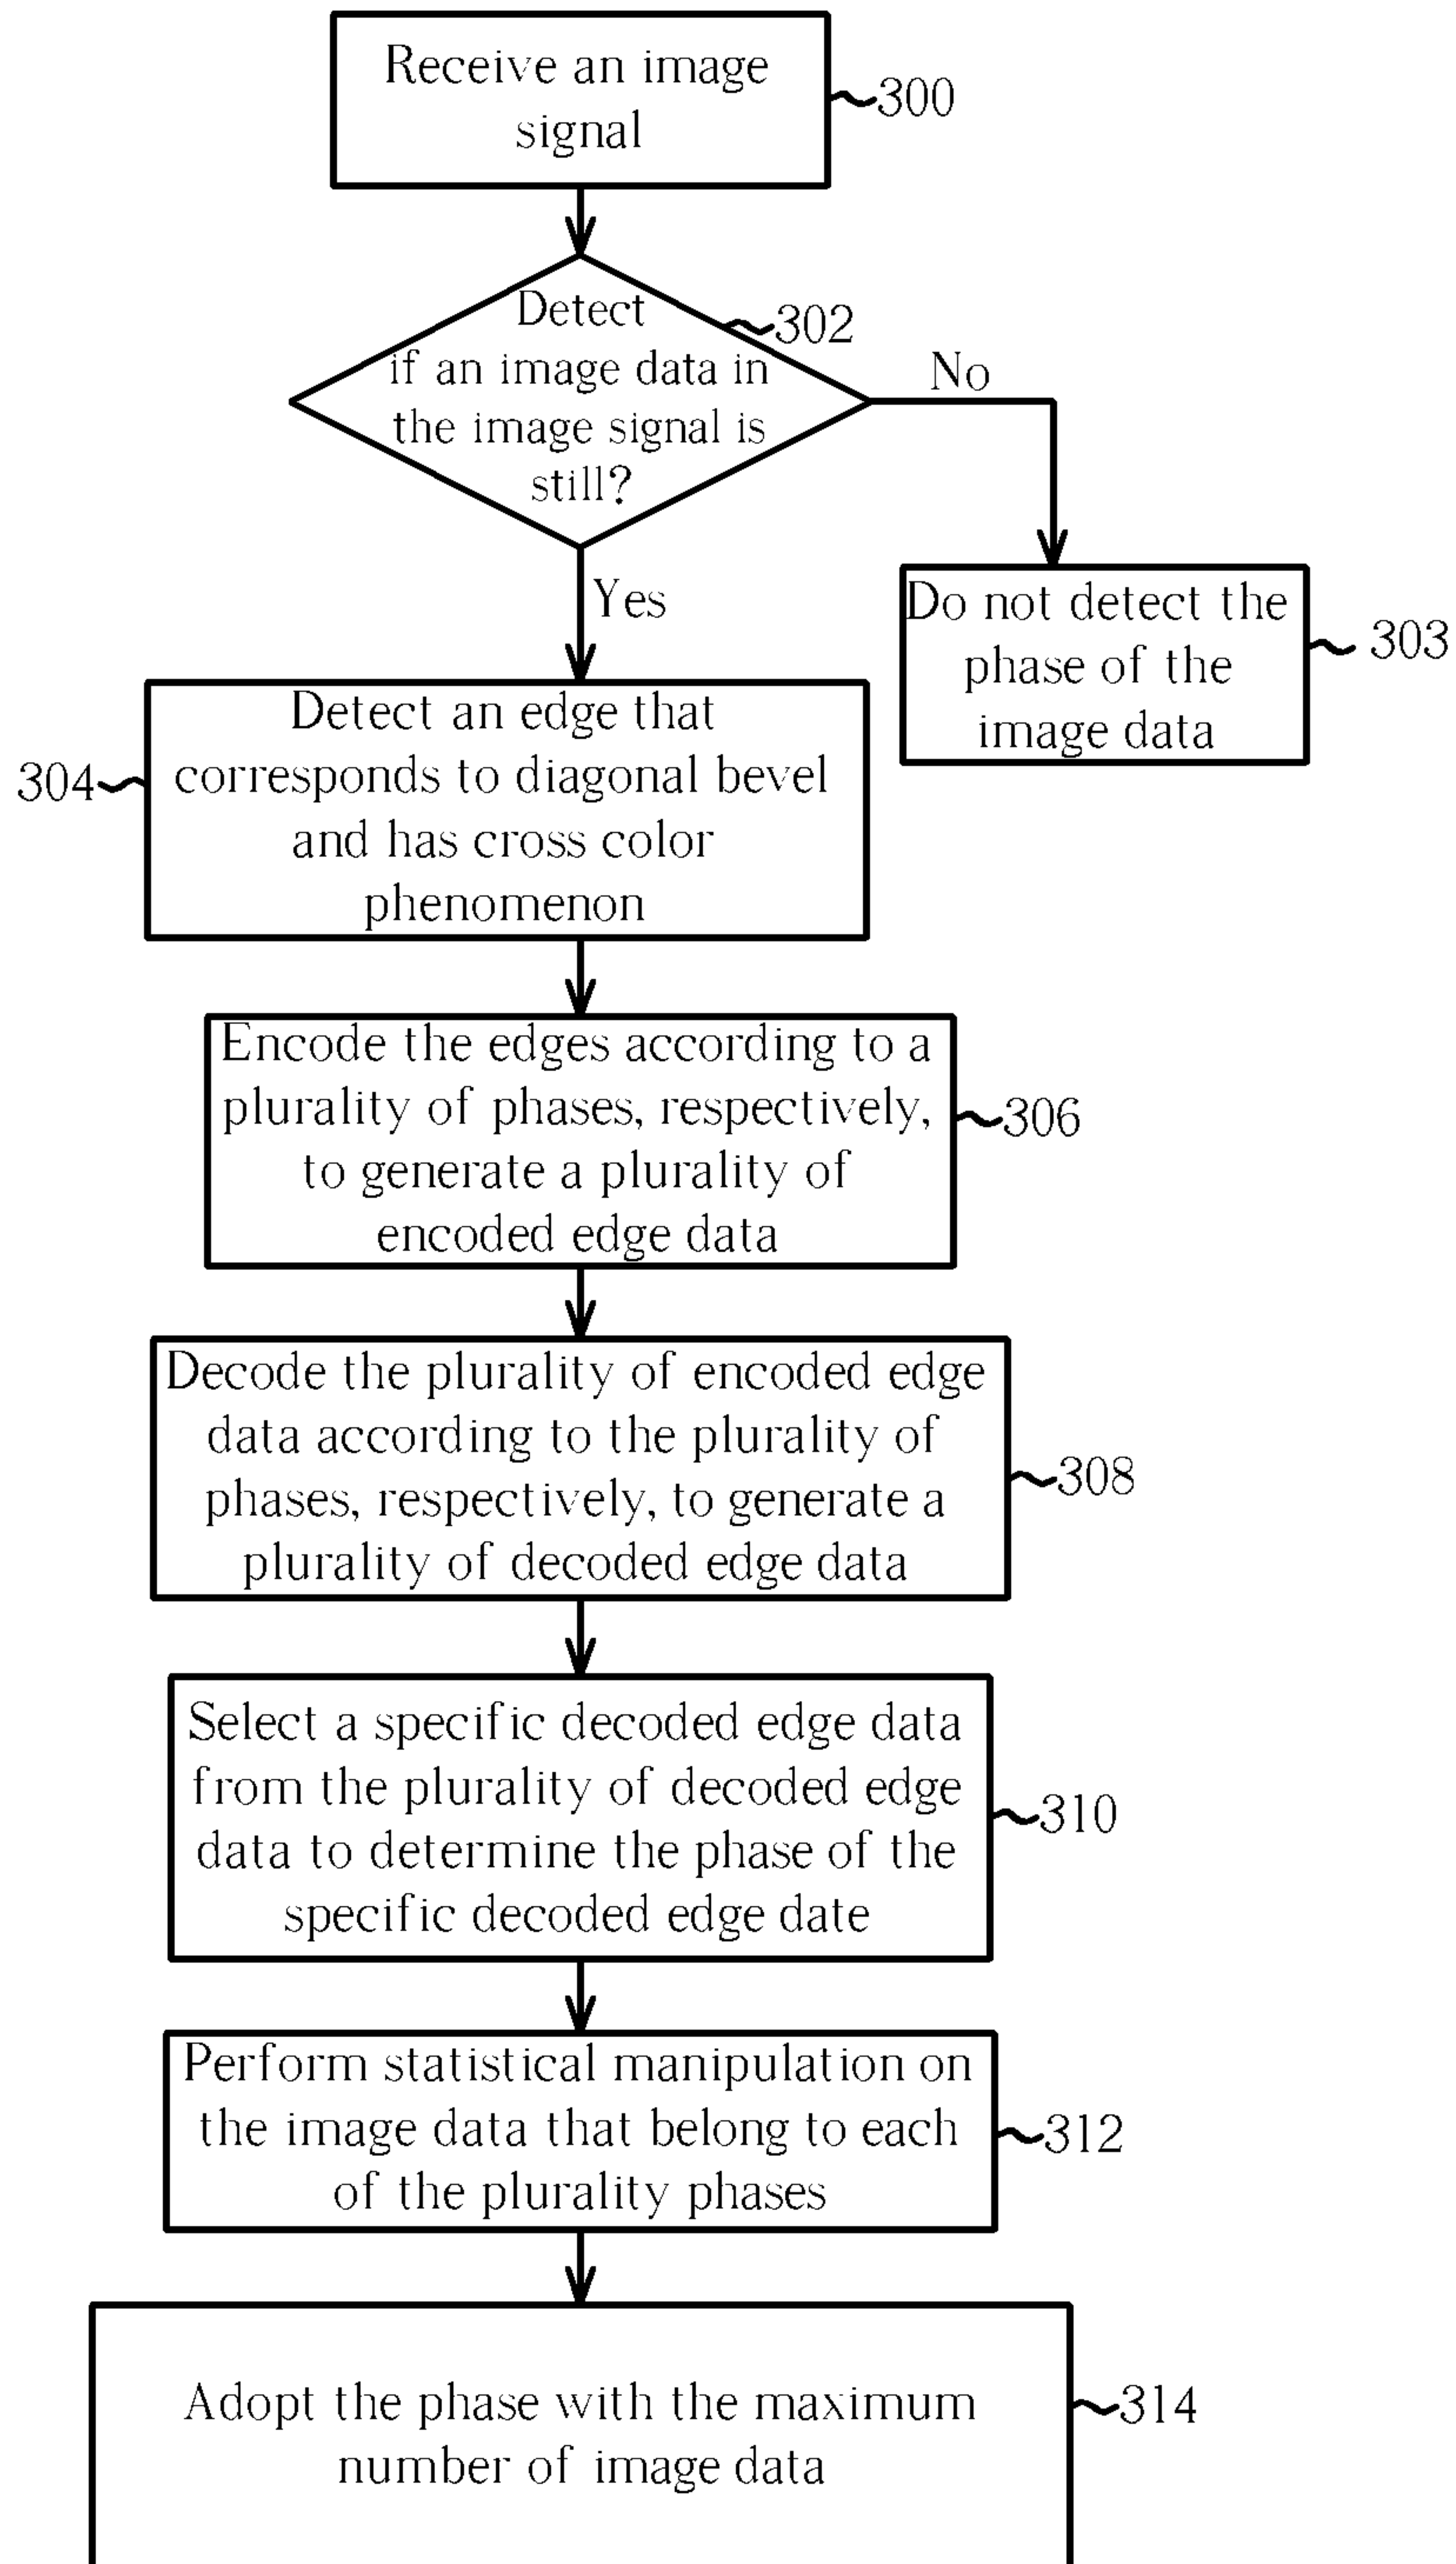 Receive an image
signal
300
Detect
if an image data in
the image signal is
still?
302
No
Yes
Do not detect the
phase of the
image data
303
Detect an edge that
corresponds to diagonal bevel
and has cross color
phenomenon
304
Encode the edges according to a
plurality of phases, respectively,
to generate a plurality of
encoded edge data
306
Decode the plurality of encoded edge
data according to the plurality of
phases, respectively, to generate a
plurality of decoded edge data
308
Select a specific decoded edge data
from the plurality of decoded edge
data to determine the phase of the
specific decoded edge date
310
Perform statistical manipulation on
the image data that belong to each
of the plurality phases
312
Adopt the phase with the maximum
number of image data
314